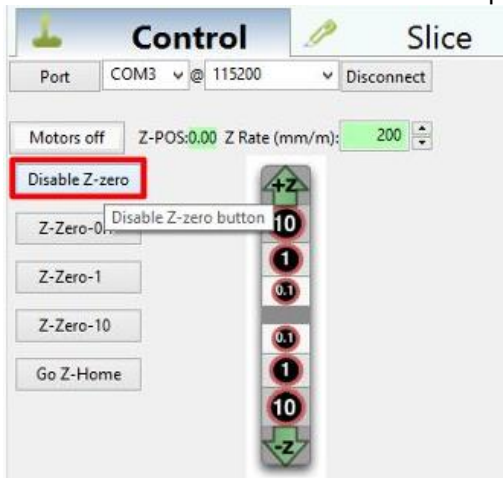 Control Slice
Port COM3 @ 115200 Disconnect
Motors off Z-POS:0.00 Z Rate (mm/m): 200
Disable Z-zero
+Z
Disable Z-zero button
10
Z-Zero-
1
Z-Zero-1
0.1
Z-Zero-10
0.1
Go Z-Home
1
10
-Z